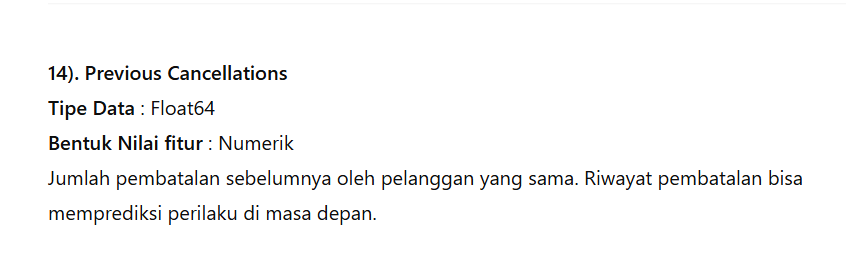 14). Previous Cancellations
Tipe Data : Float64
Bentuk Nilai fitur : Numerik
Jumlah pembatalan sebelumnya oleh pelanggan yang sama. Riwayat pembatalan bisa
memprediksi perilaku di masa depan.